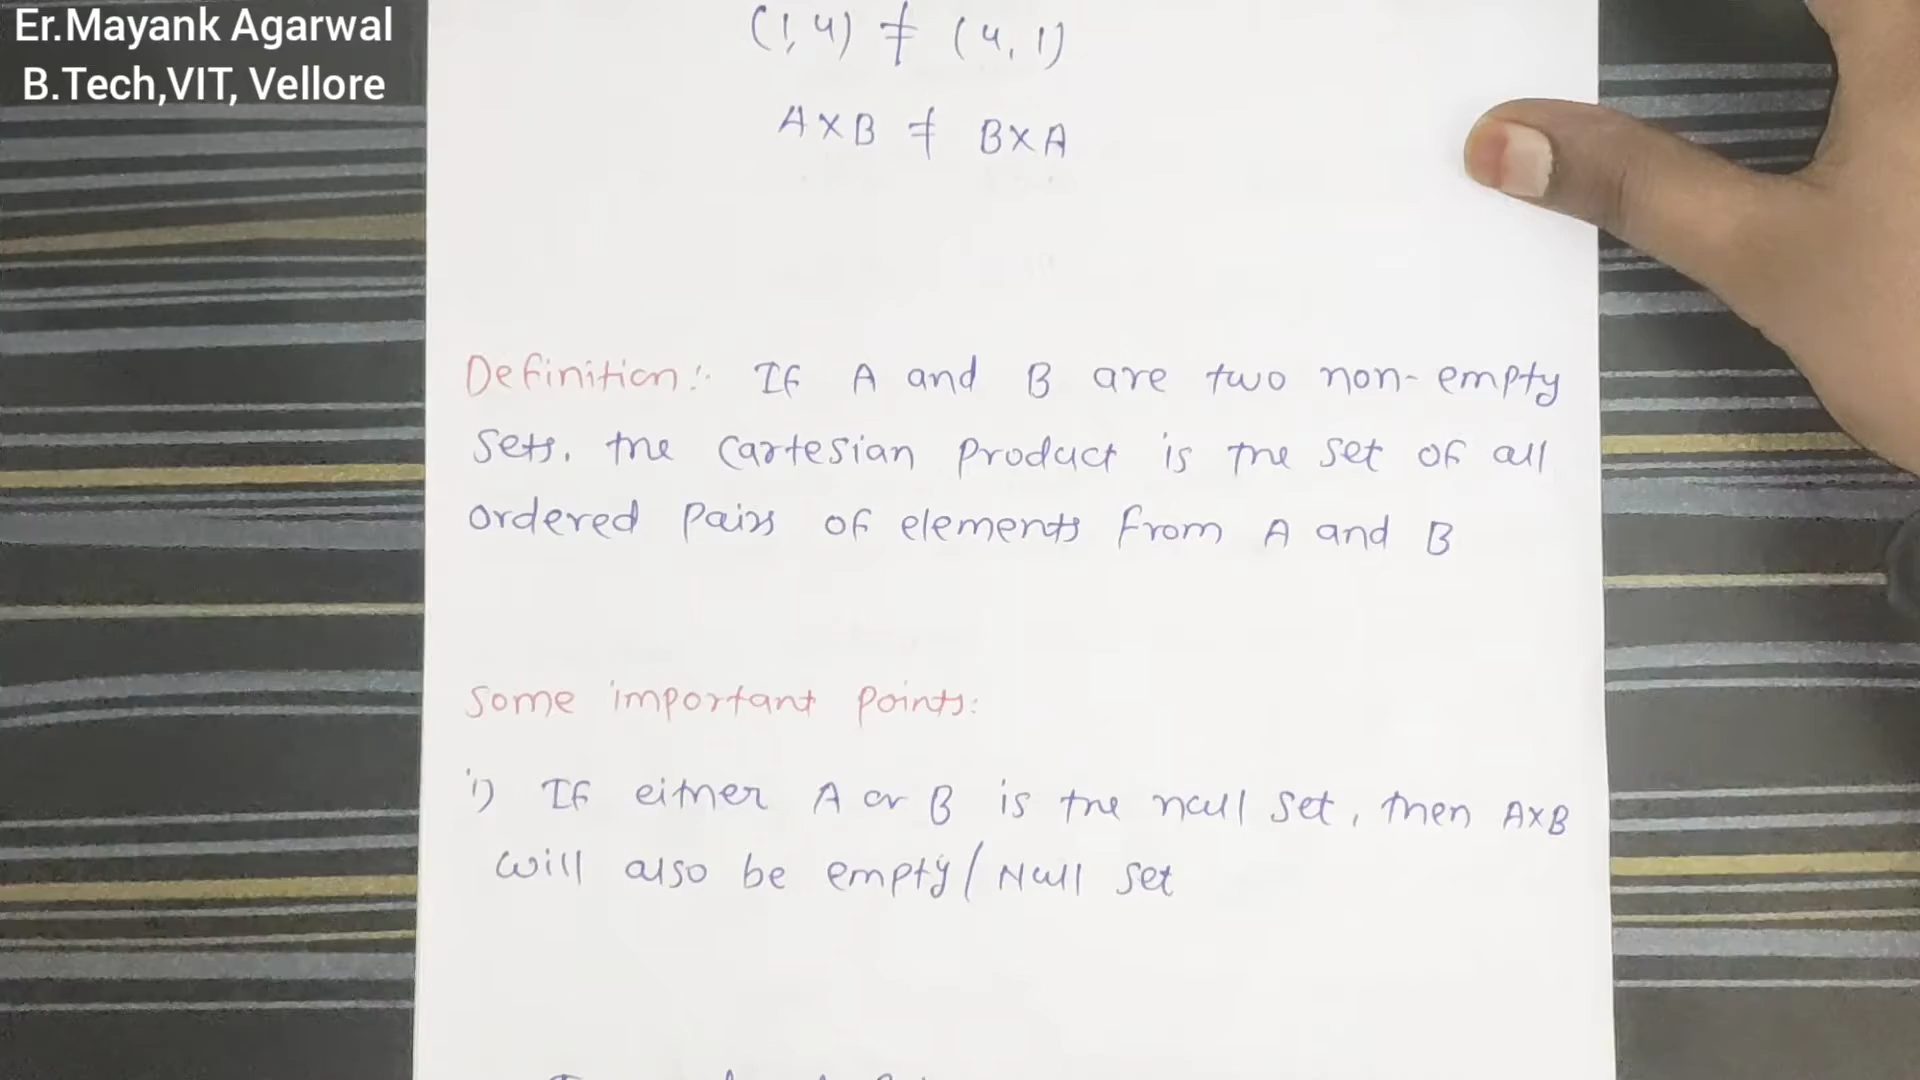 Er.Mayank Agarwal
B.Tech,VIT, Vellore
(1,4) ≠ (4,1)
A×B ≠ B×A
Definition:- If A and B are two non-empty
sets, the Cartesian Product is the set of all
ordered Pairs of elements from A and B
Some important points:
i) If either A or B is the null set, then A×B
will also be empty/Null set